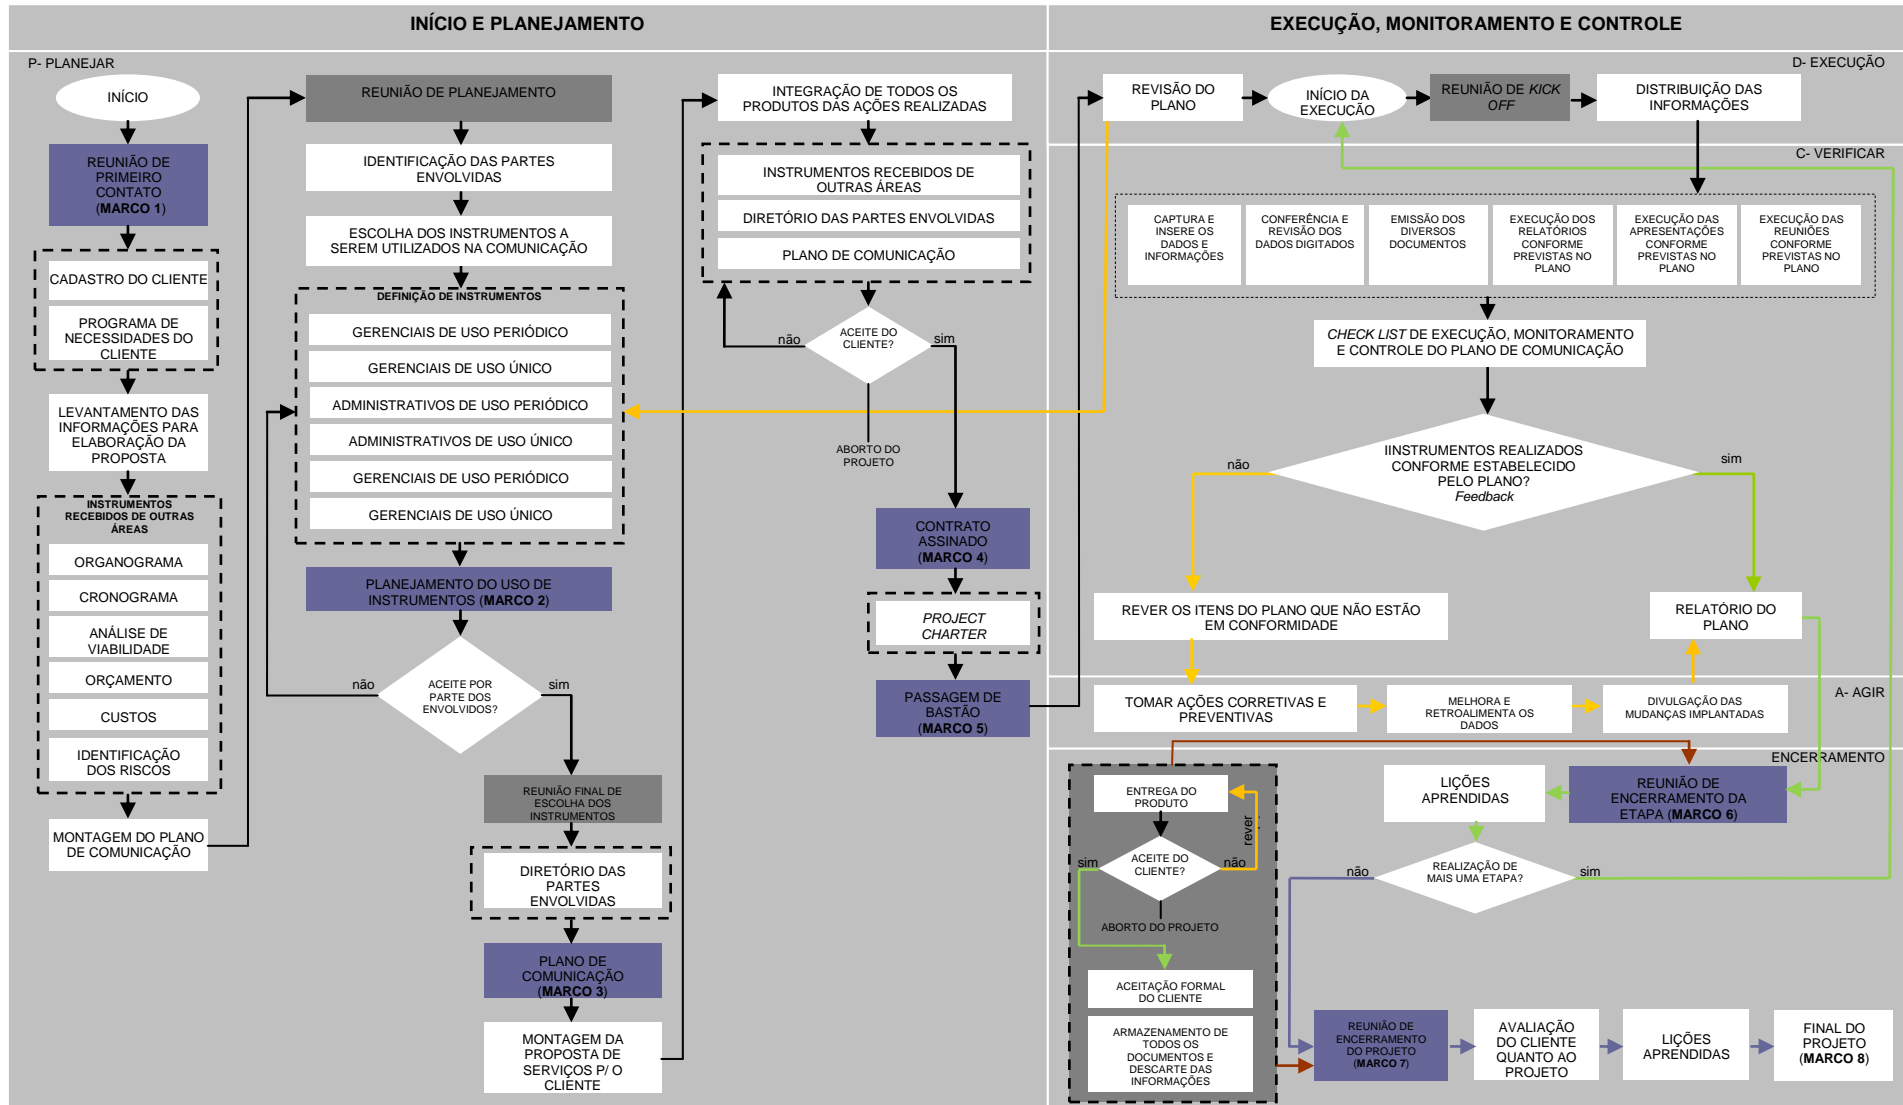 INÍCIO E PLANEJAMENTO
P- PLANEJAR
INÍCIO
REUNIÃO DE
PRIMEIRO
CONTATO
(MARCO 1)
CADASTRO DO CLIENTE
PROGRAMA DE
NECESSIDADES DO
CLIENTE
LEVANTAMENTO DAS
INFORMAÇÕES PARA
ELABORAÇÃO DA
PROPOSTA
INSTRUMENTOS
RECEBIDOS DE OUTRAS
ÁREAS
ORGANOGRAMA
CRONOGRAMA
ANÁLISE DE
VIABILIDADE
ORÇAMENTO
CUSTOS
IDENTIFICAÇÃO
DOS RISCOS
MONTAGEM DO PLANO
DE COMUNICAÇÃO
REUNIÃO DE PLANEJAMENTO
IDENTIFICAÇÃO DAS PARTES
ENVOLVIDAS
ESCOLHA DOS INSTRUMENTOS A
SEREM UTILIZADOS NA COMUNICAÇÃO
DEFINIÇÃO DE INSTRUMENTOS
GERENCIAIS DE USO PERIÓDICO
GERENCIAIS DE USO ÚNICO
ADMINISTRATIVOS DE USO PERIÓDICO
ADMINISTRATIVOS DE USO ÚNICO
GERENCIAIS DE USO PERIÓDICO
GERENCIAIS DE USO ÚNICO
PLANEJAMENTO DO USO DE
INSTRUMENTOS (MARCO 2)
não
ACEITE POR
PARTE DOS
ENVOLVIDOS?
sim
REUNIÃO FINAL DE
ESCOLHA DOS
INSTRUMENTOS
DIRETÓRIO DAS
PARTES
ENVOLVIDAS
PLANO DE
COMUNICAÇÃO
(MARCO 3)
MONTAGEM DA
PROPOSTA DE
SERVIÇOS P/ O
CLIENTE
INTEGRAÇÃO DE TODOS OS
PRODUTOS DAS AÇÕES REALIZADAS
INSTRUMENTOS RECEBIDOS DE
OUTRAS ÁREAS
DIRETÓRIO DAS PARTES ENVOLVIDAS
PLANO DE COMUNICAÇÃO
não
ACEITE DO
CLIENTE?
sim
ABORTO DO
PROJETO
CONTRATO
ASSINADO
(MARCO 4)
PROJECT
CHARTER
PASSAGEM DE
BASTÃO
(MARCO 5)
EXECUÇÃO, MONITORAMENTO E CONTROLE
D- EXECUÇÃO
REVISÃO DO
PLANO
INÍCIO DA
EXECUÇÃO
REUNIÃO DE KICK
OFF
DISTRIBUIÇÃO DAS
INFORMAÇÕES
C- VERIFICAR
CAPTURA E
INSERE OS
DADOS E
INFORMAÇÕES
CONFERÊNCIA E
REVISÃO DOS
DADOS DIGITADOS
EMISSÃO DOS
DIVERSOS
DOCUMENTOS
EXECUÇÃO DOS
RELATÓRIOS
CONFORME
PREVISTAS NO
PLANO
EXECUÇÃO DAS
APRESENTAÇÕES
CONFORME
PREVISTAS NO
PLANO
EXECUÇÃO DAS
REUNIÕES
CONFORME
PREVISTAS NO
PLANO
CHECK LIST DE EXECUÇÃO, MONITORAMENTO
E CONTROLE DO PLANO DE COMUNICAÇÃO
não
IINSTRUMENTOS REALIZADOS
CONFORME ESTABELECIDO
PELO PLANO?
Feedback
sim
REVER OS ITENS DO PLANO QUE NÃO ESTÃO
EM CONFORMIDADE
RELATÓRIO DO
PLANO
A- AGIR
TOMAR AÇÕES CORRETIVAS E
PREVENTIVAS
MELHORA E
RETROALIMENTA OS
DADOS
DIVULGAÇÃO DAS
MUDANÇAS IMPLANTADAS
ENCERRAMENTO
ENTREGA DO
PRODUTO
rever
sim
ACEITE DO
CLIENTE?
não
ABORTO DO PROJETO
ACEITAÇÃO FORMAL
DO CLIENTE
ARMAZENAMENTO DE
TODOS OS
DOCUMENTOS E
DESCARTE DAS
INFORMAÇÕES
LIÇÕES
APRENDIDAS
REUNIÃO DE
ENCERRAMENTO DA
ETAPA (MARCO 6)
não
REALIZAÇÃO DE
MAIS UMA ETAPA?
sim
REUNIÃO DE
ENCERRAMENTO
DO PROJETO
(MARCO 7)
AVALIAÇÃO
DO CLIENTE
QUANTO AO
PROJETO
LIÇÕES
APRENDIDAS
FINAL DO
PROJETO
(MARCO 8)